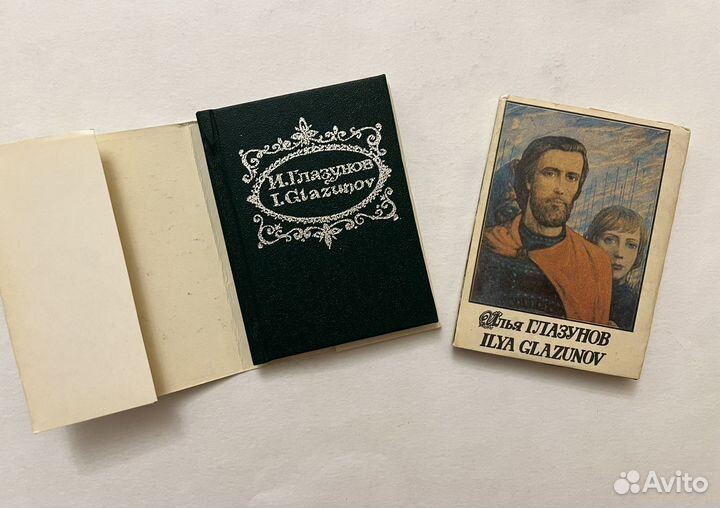 И.Глазунов
I.Glazunov
Илья ГЛАЗУНОВ
ILYA GLAZUNOV
Avito